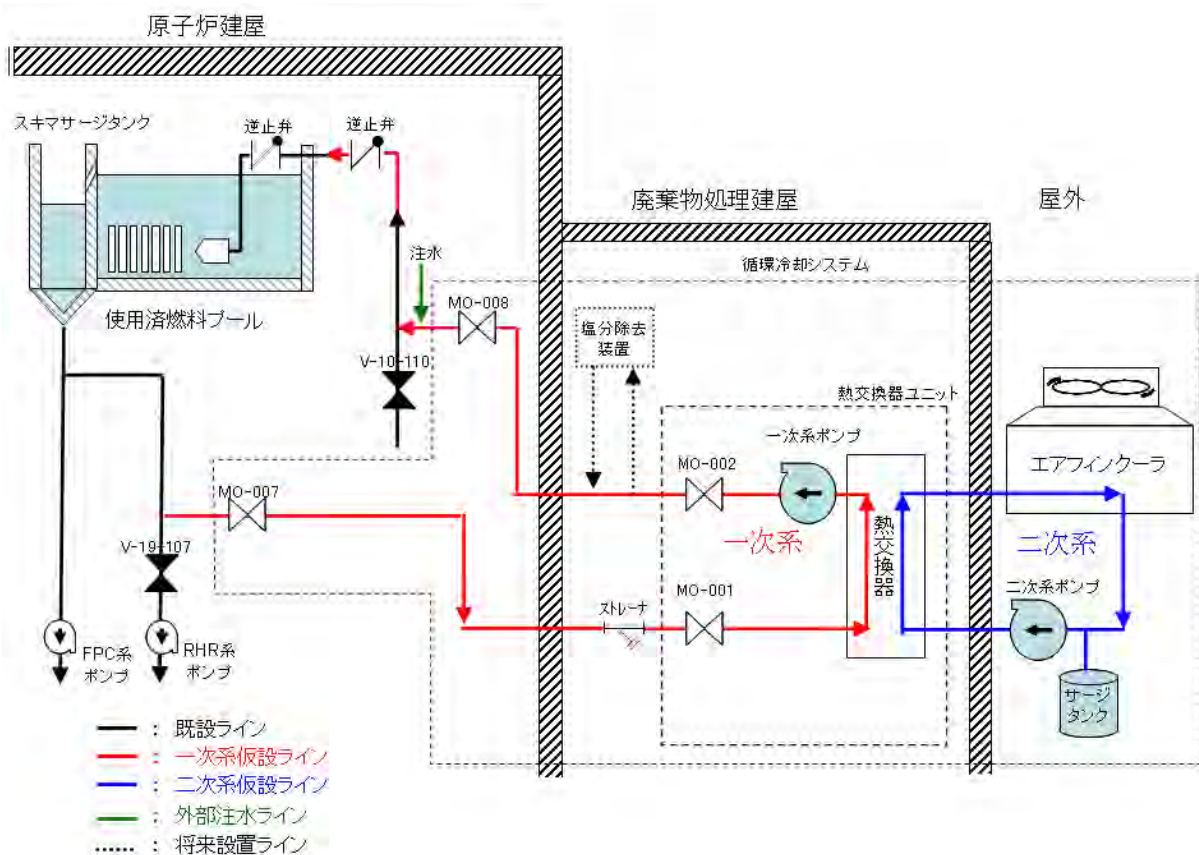 原子炉建屋
スキマサージタンク
逆止弁
逆止弁
廃棄物処理建屋
屋外
注水
循環冷却システム
使用済燃料プール
MO-008
塩分除去
装置
V-10-110
熱交換器ユニット
一次系ポンプ
エアフィンクーラ
MO-002
MO-007
一次系
熱交換器
二次系
V-19-107
MO-001
二次系ポンプ
ストレーナ
FPC系
ポンプ
RHR系
ポンプ
サージ
タンク
: 既設ライン
: 一次系仮設ライン
: 二次系仮設ライン
: 外部注水ライン
: 将来設置ライン